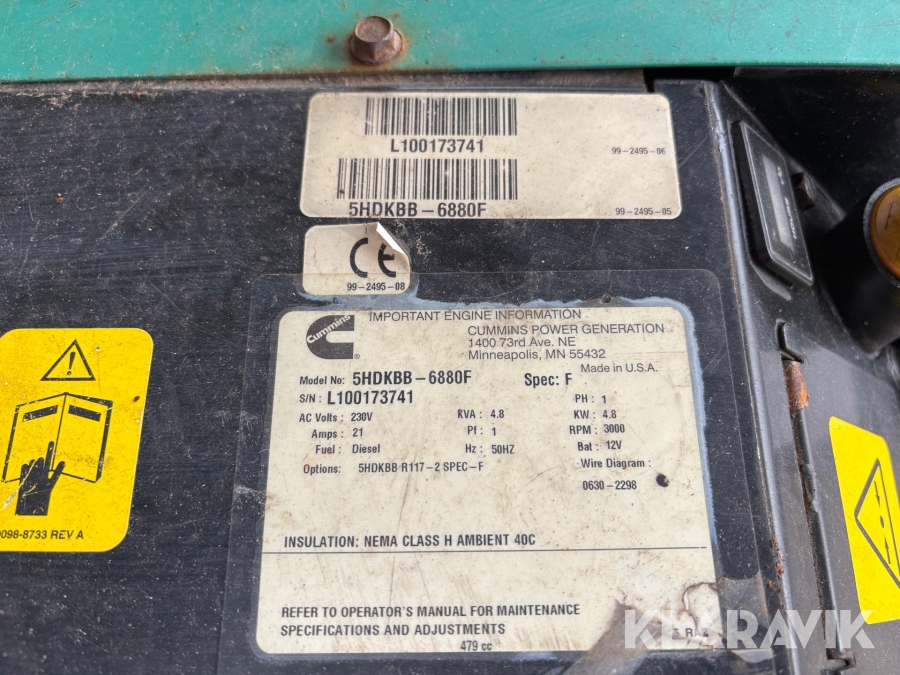 L100173741
99-2495-06
5HDKBB-6880F
99-2495-05
CE
99-2495-08
IMPORTANT ENGINE INFORMATION
Cummins
CUMMINS POWER GENERATION
1400 73rd Ave. NE
Minneapolis, MN 55432
Made in U.S.A.
Model No: 5HDKBB-6880F Spec: F
S/N: L100173741 PH: 1
AC Volts: 230V KVA: 4.8 KW: 4.8
Amps: 21 Pf: 1 RPM: 3000
Fuel: Diesel Hz: 50HZ Bat: 12V
Options: 5HDKBB R117-2 SPEC-F Wire Diagram:
0630-2298
INSULATION: NEMA CLASS H AMBIENT 40C
REFER TO OPERATOR'S MANUAL FOR MAINTENANCE
SPECIFICATIONS AND ADJUSTMENTS
479 cc
098-8733 REV A
KLARAVIK